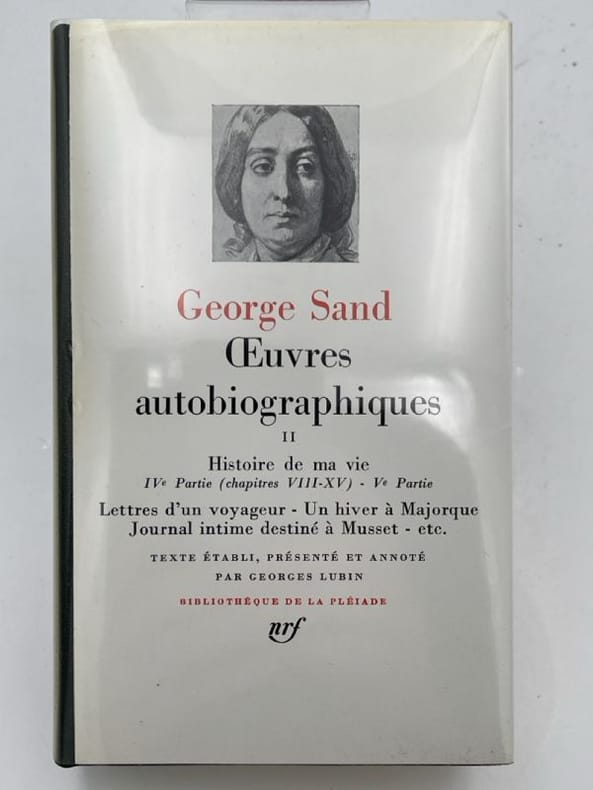 George Sand
Œuvres
autobiographiques
II
Histoire de ma vie
IVe Partie (chapitres VIII-XV) - Ve Partie
Lettres d'un voyageur - Un hiver à Majorque
Journal intime destiné à Musset - etc.
TEXTE ÉTABLI, PRÉSENTÉ ET ANNOTÉ
PAR GEORGES LUBIN
BIBLIOTHÈQUE DE LA PLÉIADE
nrf